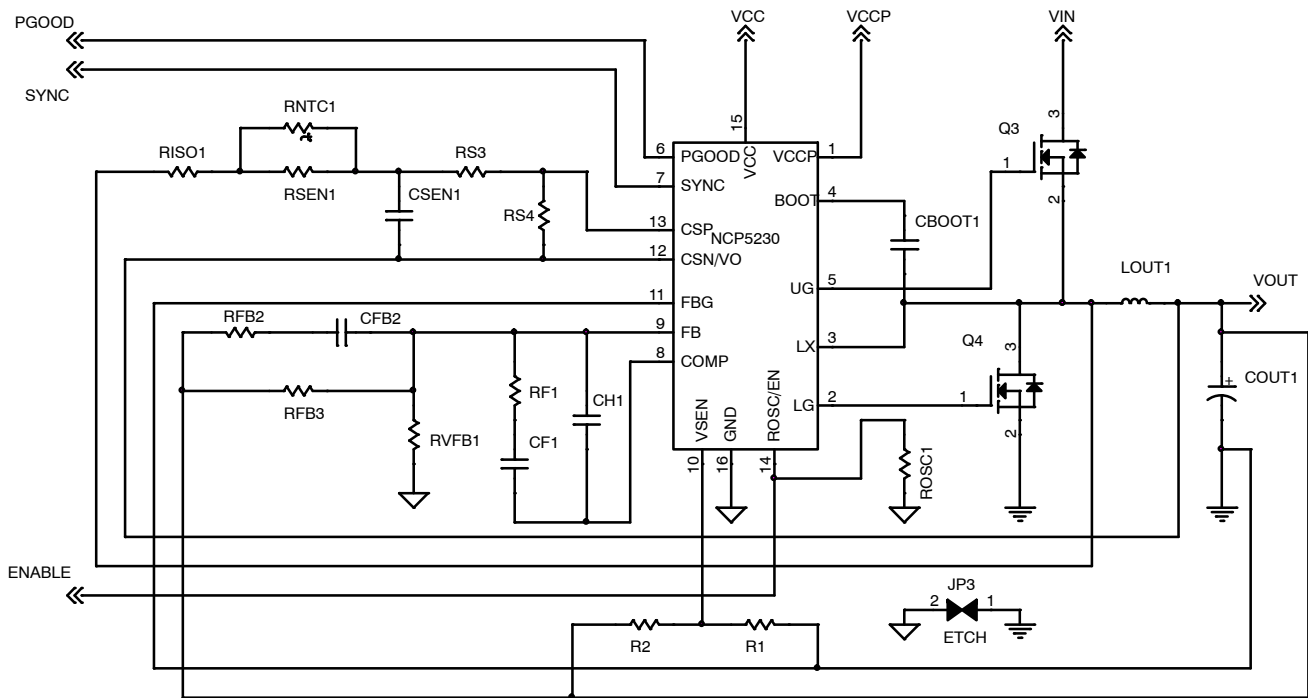 PGOOD
VCC
VCCP
VIN
SYNC
RNTC1
RISO1
RSEN1
CSEN1
RS3
RS4
15
VCC
6
PGOOD
7
SYNC
13
CSP
NCP5230
12
CSN/VO
11
FBG
9
FB
8
COMP
VCCP
1
BOOT
4
UG
5
LX
3
LG
2
VSEN
GND
ROSC/EN
10
16
14
CBOOT1
Q3
3
1
2
LOUT1
VOUT
Q4
3
1
2
COUT1
RFB2
CFB2
RFB3
RVFB1
RF1
CF1
CH1
ROSC1
ENABLE
JP3
2
1
ETCH
R2
R1
+